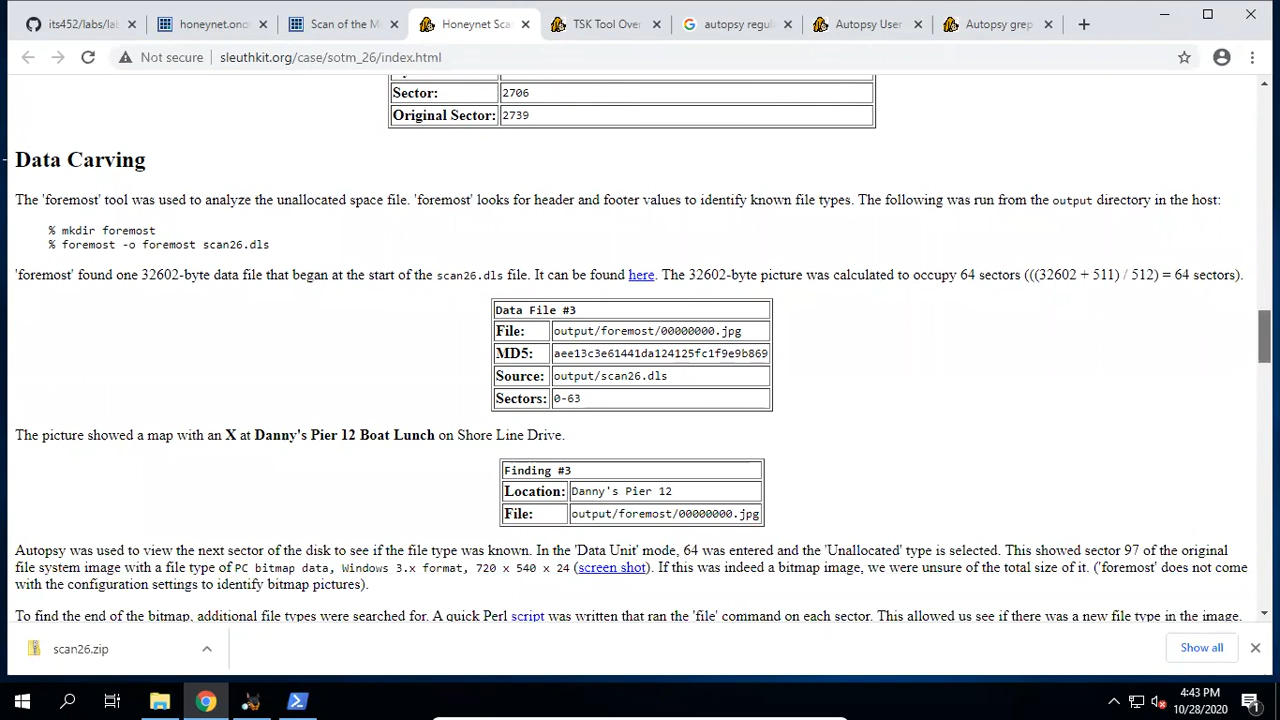 its452/labs/lab
honeynet.onc
Scan of the M
Honeynet Sca
TSK Tool Over
autopsy regul
Autopsy User
Autopsy grep
Not secure
sleuthkit.org/case/sotm_26/index.html
Sector: 2706
Original Sector: 2739
Data Carving
The 'foremost' tool was used to analyze the unallocated space file. 'foremost' looks for header and footer values to identify known file types. The following was run from the output directory in the host:
% mkdir foremost
% foremost -o foremost scan26.dls
'foremost' found one 32602-byte data file that began at the start of the scan26.dls file. It can be found here. The 32602-byte picture was calculated to occupy 64 sectors (((32602 + 511) / 512) = 64 sectors).
Data File #3
File: output/foremost/00000000.jpg
MD5: aee13c3e61441da124125fc1f9e9b869
Source: output/scan26.dls
Sectors: 0-63
The picture showed a map with an X at Danny's Pier 12 Boat Lunch on Shore Line Drive.
Finding #3
Location: Danny's Pier 12
File: output/foremost/00000000.jpg
Autopsy was used to view the next sector of the disk to see if the file type was known. In the 'Data Unit' mode, 64 was entered and the 'Unallocated' type is selected. This showed sector 97 of the original
file system image with a file type of PC bitmap data, Windows 3.x format, 720 x 540 x 24 (screen shot). If this was indeed a bitmap image, we were unsure of the total size of it. ('foremost' does not come
with the configuration settings to identify bitmap pictures).
To find the end of the bitmap, additional file types were searched for. A quick Perl script was written that ran the 'file' command on each sector. This allowed us see if there was a new file type in the image.
scan26.zip
Show all
4:43 PM
10/28/2020
1